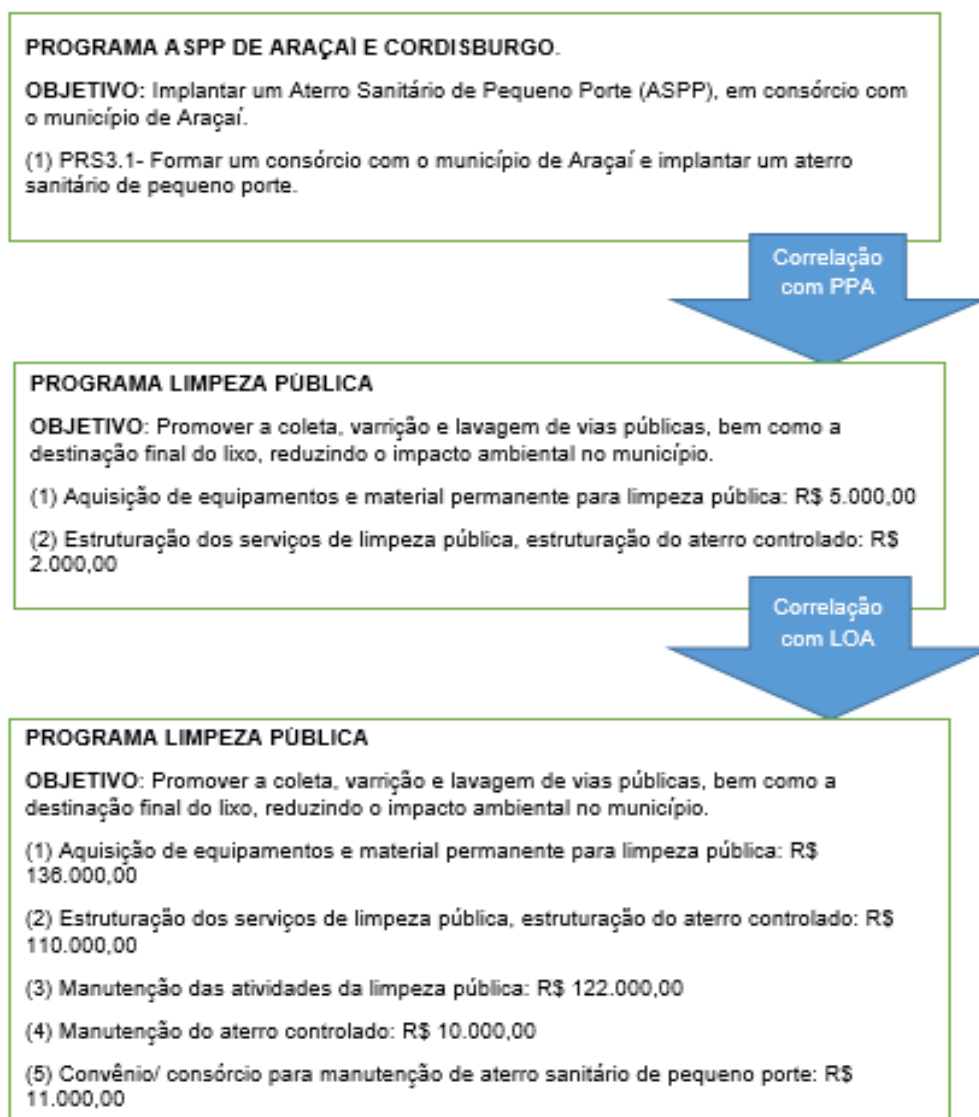 PROGRAMA ASPP DE ARAÇAÍ E CORDISBURGO.
OBJETIVO: Implantar um Aterro Sanitário de Pequeno Porte (ASPP), em consórcio com
o município de Araçaí.
(1) PRS3.1- Formar um consórcio com o município de Araçaí e implantar um aterro
sanitário de pequeno porte.
Correlação
com PPA
PROGRAMA LIMPEZA PÚBLICA
OBJETIVO: Promover a coleta, varrição e lavagem de vias públicas, bem como a
destinação final do lixo, reduzindo o impacto ambiental no município.
(1) Aquisição de equipamentos e material permanente para limpeza pública: R$ 5.000,00
(2) Estruturação dos serviços de limpeza pública, estruturação do aterro controlado: R$
2.000,00
Correlação
com LOA
PROGRAMA LIMPEZA PÚBLICA
OBJETIVO: Promover a coleta, varrição e lavagem de vias públicas, bem como a
destinação final do lixo, reduzindo o impacto ambiental no município.
(1) Aquisição de equipamentos e material permanente para limpeza pública: R$
136.000,00
(2) Estruturação dos serviços de limpeza pública, estruturação do aterro controlado: R$
110.000,00
(3) Manutenção das atividades da limpeza pública: R$ 122.000,00
(4) Manutenção do aterro controlado: R$ 10.000,00
(5) Convênio/ consórcio para manutenção de aterro sanitário de pequeno porte: R$
11.000,00